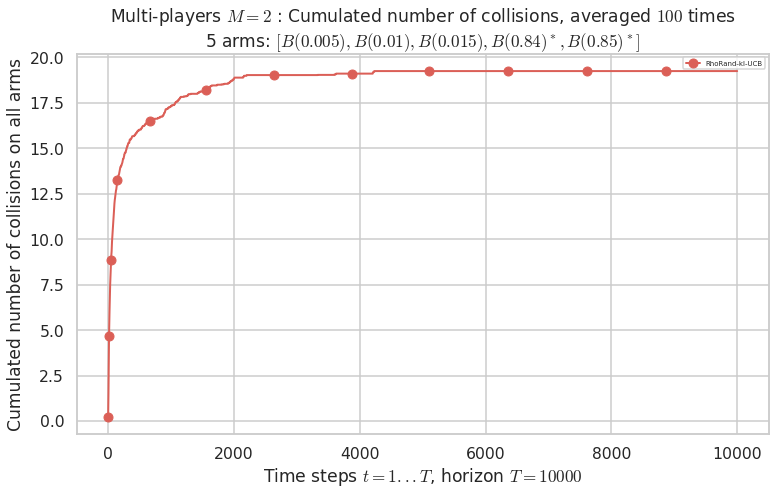 Multi-players M = 2 : Cumulated number of collisions, averaged 100 times
5 arms: [B(0.005), B(0.01), B(0.015), B(0.84)*, B(0.85)*]
RhoRand-kl-UCB
Cumulated number of collisions on all arms
20.0
17.5
15.0
12.5
10.0
7.5
5.0
2.5
0.0
0 2000 4000 6000 8000 10000
Time steps t = 1...T, horizon T = 10000